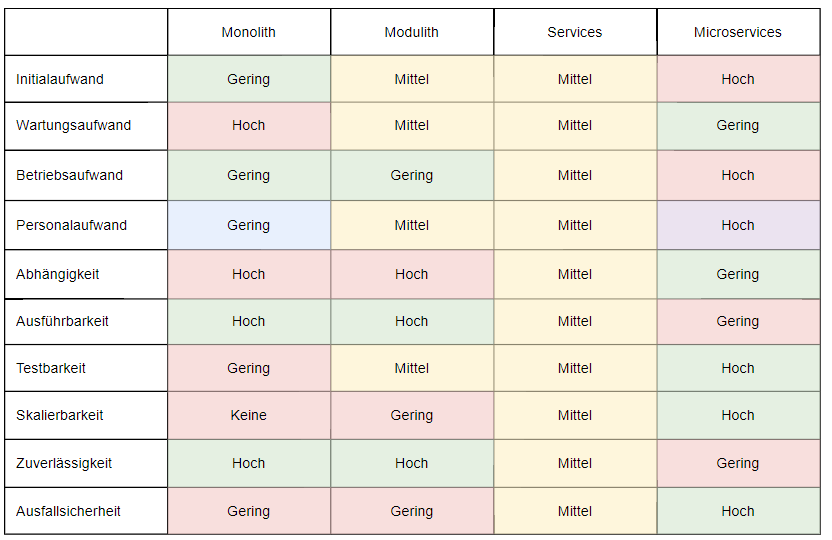 Monolith Modulith Services Microservices
Initialaufwand Gering Mittel Mittel Hoch
Wartungsaufwand Hoch Mittel Mittel Gering
Betriebsaufwand Gering Gering Mittel Hoch
Personalaufwand Gering Mittel Mittel Hoch
Abhängigkeit Hoch Hoch Mittel Gering
Ausführbarkeit Hoch Hoch Mittel Gering
Testbarkeit Gering Mittel Mittel Hoch
Skalierbarkeit Keine Gering Mittel Hoch
Zuverlässigkeit Hoch Hoch Mittel Gering
Ausfallsicherheit Gering Gering Mittel Hoch